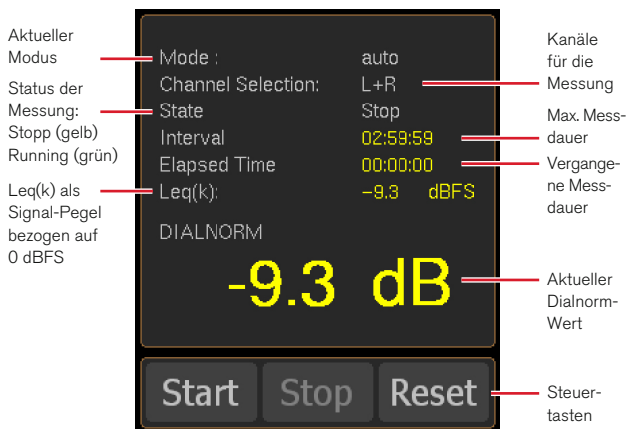 Aktueller
Modus
Status der
Messung:
Stopp (gelb)
Running (grün)
Leq(k) als
Signal-Pegel
bezogen auf
0 dBFS
Mode : auto
Channel Selection: L+R
State Stop
Interval 02:59:59
Elapsed Time 00:00:00
Leq(k): -9.3 dBFS
DIALNORM
-9.3 dB
Start Stop Reset
Kanäle
für die
Messung
Max. Mess-
dauer
Vergange-
ne Mess-
dauer
Aktueller
Dialnorm-
Wert
Steuer-
tasten